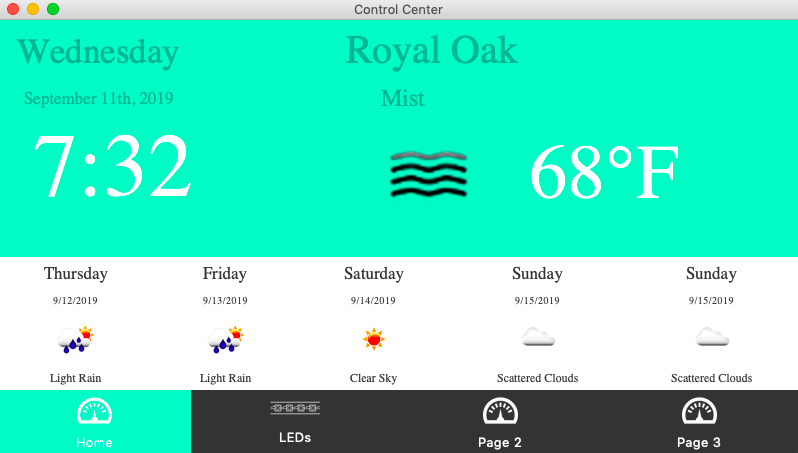 Control Center
Wednesday
Royal Oak
September 11th, 2019
Mist
7:32
68°F
Thursday
Friday
Saturday
Sunday
Sunday
9/12/2019
9/13/2019
9/14/2019
9/15/2019
9/15/2019
Light Rain
Light Rain
Clear Sky
Scattered Clouds
Scattered Clouds
Home
LEDs
Page 2
Page 3